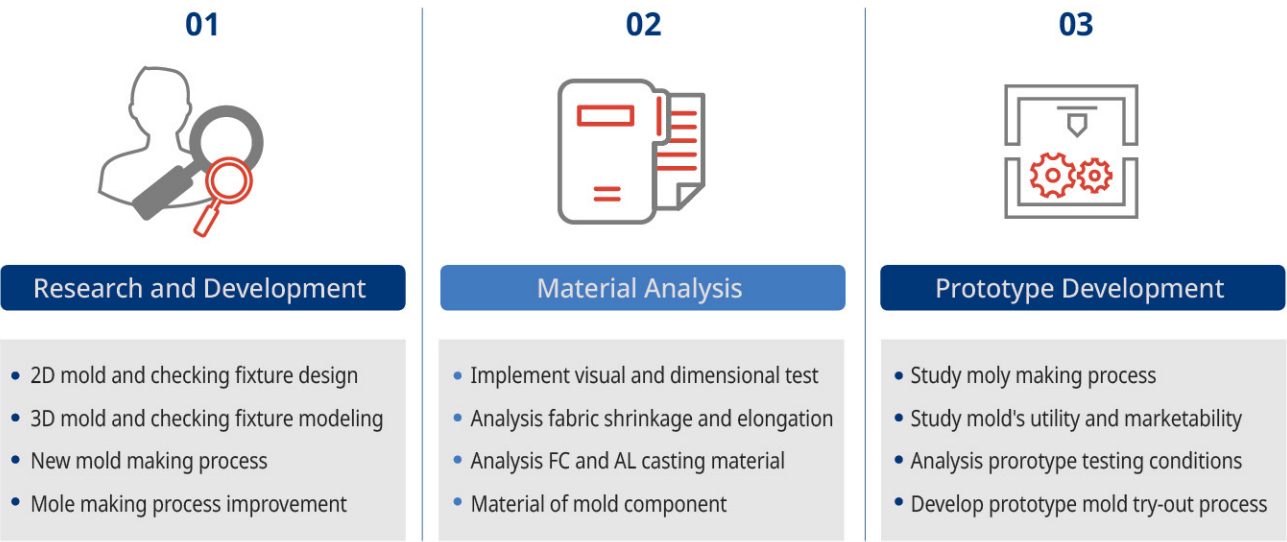 01
Research and Development
• 2D mold and checking fixture design
• 3D mold and checking fixture modeling
• New mold making process
• Mole making process improvement
02
Material Analysis
• Implement visual and dimensional test
• Analysis fabric shrinkage and elongation
• Analysis FC and AL casting material
• Material of mold component
03
Prototype Development
• Study moly making process
• Study mold's utility and marketability
• Analysis prorotype testing conditions
• Develop prototype mold try-out process